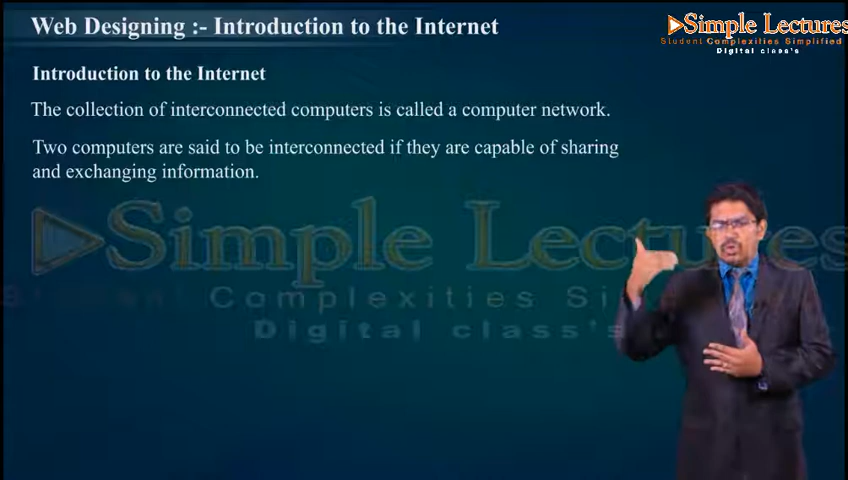 Web Designing :- Introduction to the Internet
Simple Lectures
Student Complexities Simplified
Digital class's
Introduction to the Internet
The collection of interconnected computers is called a computer network.
Two computers are said to be interconnected if they are capable of sharing
and exchanging information.
Simple Lectures
Student Complexities Si
Digital class's